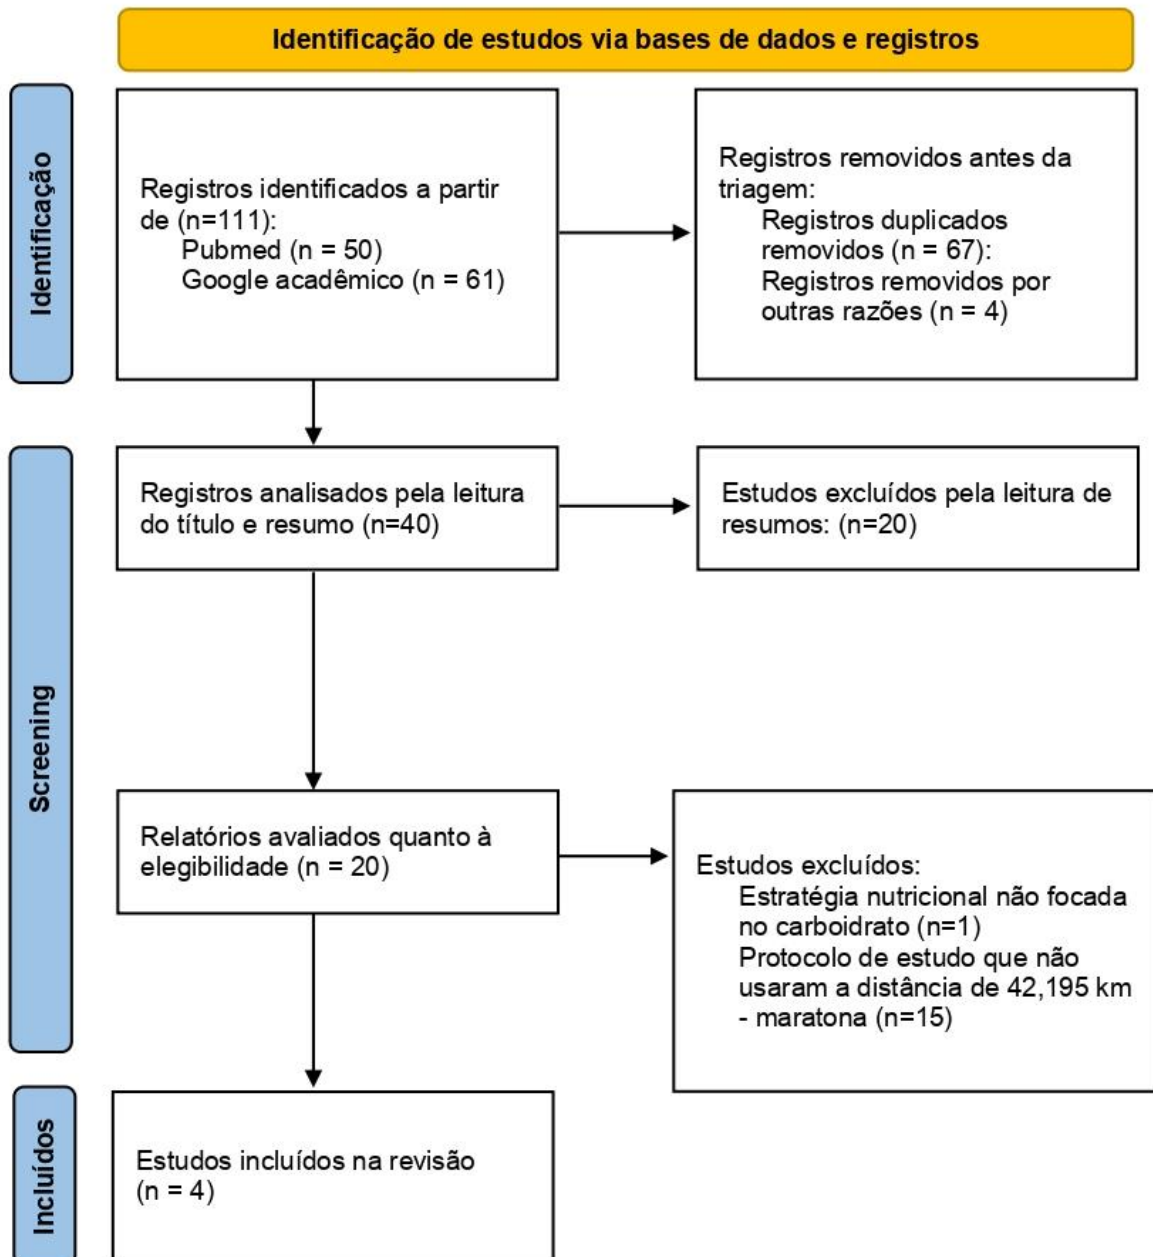 Identificação de estudos via bases de dados e registros
Identificação
Registros identificados a partir
de (n=111):
Pubmed (n = 50)
Google acadêmico (n = 61)
Registros removidos antes da
triagem:
Registros duplicados
removidos (n = 67):
Registros removidos por
outras razões (n = 4)
Screening
Registros analisados pela leitura
do título e resumo (n=40)
Estudos excluídos pela leitura de
resumos: (n=20)
Relatórios avaliados quanto à
elegibilidade (n = 20)
Estudos excluídos:
Estratégia nutricional não focada
no carboidrato (n=1)
Protocolo de estudo que não
usaram a distância de 42,195 km
- maratona (n=15)
Incluídos
Estudos incluídos na revisão
(n = 4)